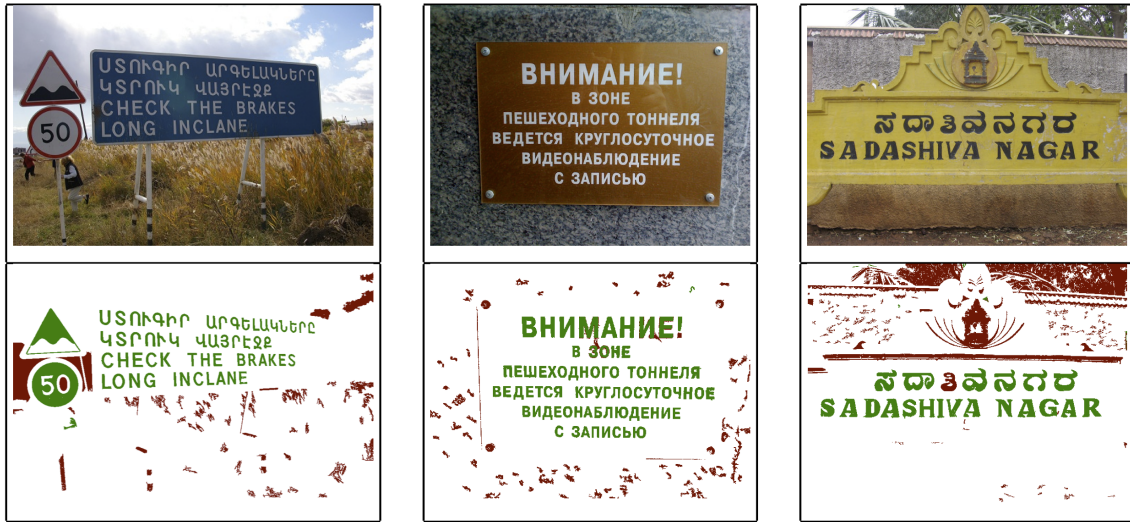 ՍՏՈՒԳԻՐ ԱՐԳԵԼԱԿՆԵՐԸ
ԿՏՐՈՒԿ ՎԱՅՐԷՋՔ
CHECK THE BRAKES
LONG INCLANE
50
ВНИМАНИЕ!
В ЗОНЕ
ПЕШЕХОДНОГО ТОННЕЛЯ
ВЕДЕТСЯ КРУГЛОСУТОЧНОЕ
ВИДЕОНАБЛЮДЕНИЕ
С ЗАПИСЬЮ
ಸದಾಶಿವನಗರ
SADASHIVA NAGAR
ՍՏՈՒԳԻՐ ԱՐԳԵԼԱԿՆԵՐԸ
ԿՏՐՈՒԿ ՎԱՅՐԷՋՔ
CHECK THE BRAKES
LONG INCLANE
50
ВНИМАНИЕ!
В ЗОНЕ
ПЕШЕХОДНОГО ТОННЕЛЯ
ВЕДЕТСЯ КРУГЛОСУТОЧНОЕ
ВИДЕОНАБЛЮДЕНИЕ
С ЗАПИСЬЮ
ಸದಾಶಿವನಗರ
SADASHIVA NAGAR